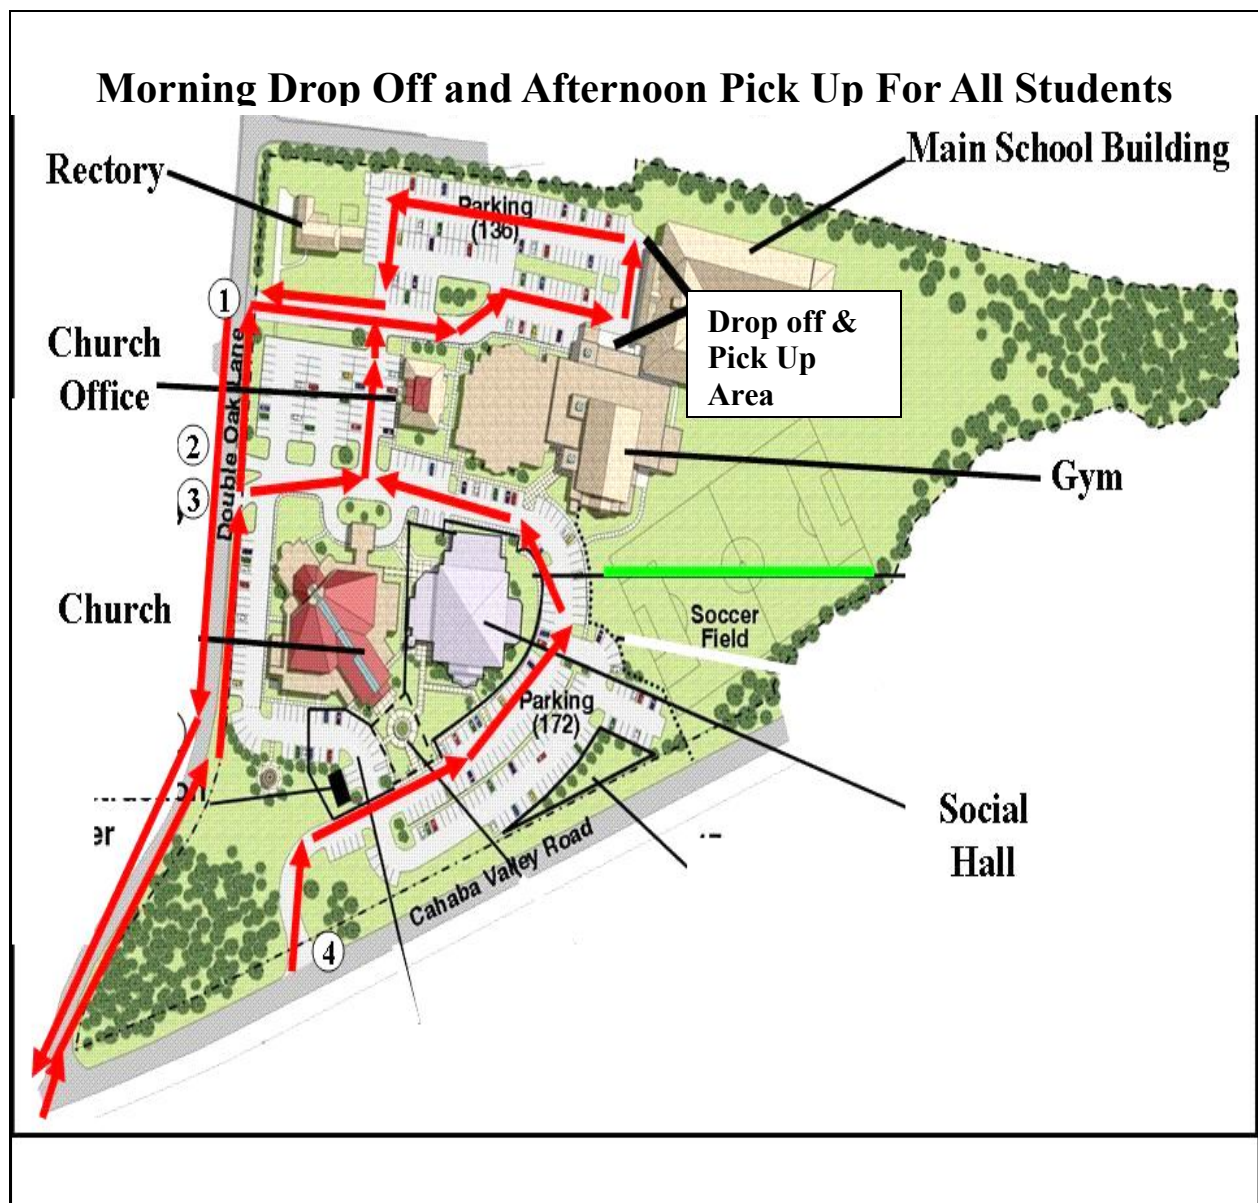 Morning Drop Off and Afternoon Pick Up For All Students
Main School Building
Rectory
Parking
(136)
1
Drop off &
Pick Up
Area
Church
Office
Double Oak Lane
2
3
Gym
Church
Soccer
Field
Parking
(172)
er
Social
Hall
Cahaba Valley Road
4